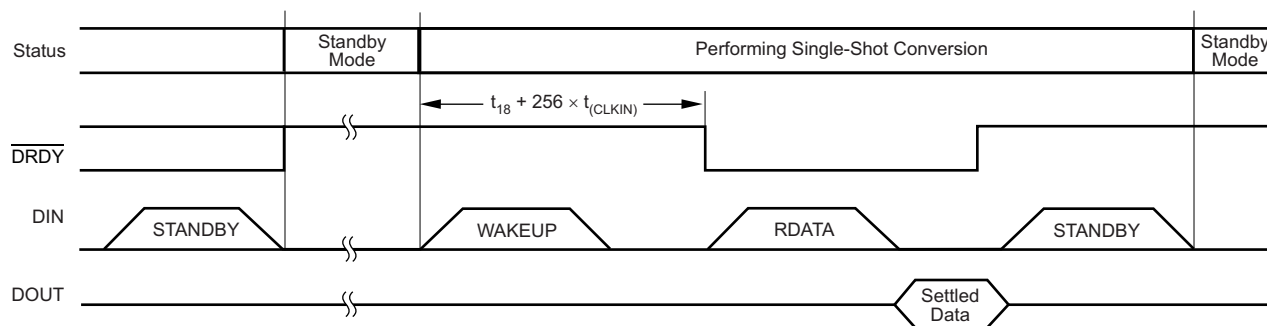 Status
Standby
Mode
Performing Single-Shot Conversion
Standby
Mode
t18 + 256 × t(CLKIN)
DRDY
DIN
STANDBY
WAKEUP
RDATA
STANDBY
DOUT
Settled
Data